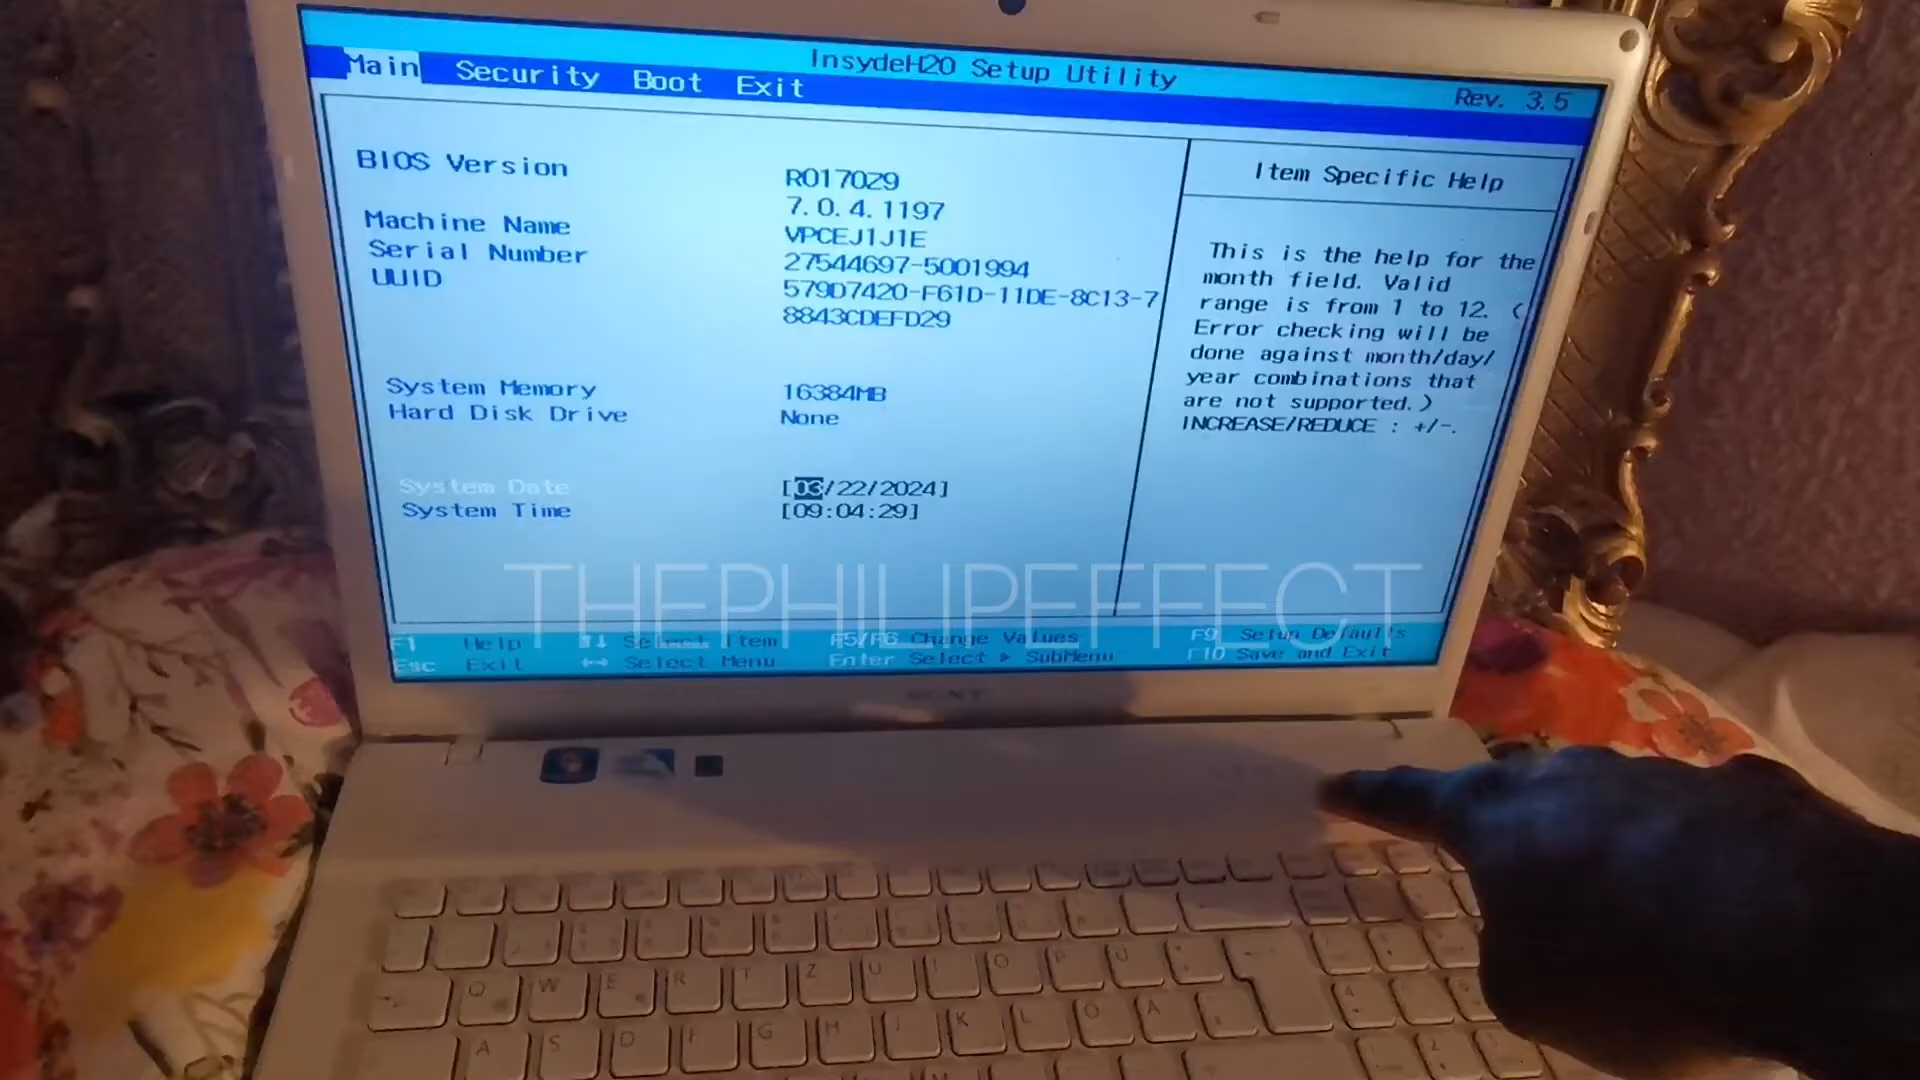 InsydeH2O Setup Utility
Rev. 3.5
Main Security Boot Exit
BIOS Version R0170Z9
7.0.4.1197
Machine Name VPCEJ1J1E
Serial Number 27544697-5001994
UUID 579D7420-F61D-11DE-8C13-7
8843CDEFD29
System Memory 16384MB
Hard Disk Drive None
System Date [03/22/2024]
System Time [09:04:29]
Item Specific Help
This is the help for the
month field. Valid
range is from 1 to 12. (
Error checking will be
done against month/day/
year combinations that
are not supported.)
INCREASE/REDUCE : +/-.
THEPHILIPEFFECT
F1 Help ↑↓ Select Item F5/F6 Change Values F9 Setup Defaults
Esc Exit ↔ Select Menu Enter Select ▶ SubMenu F10 Save and Exit
SONY
Q W E R T Z U I O P Ü
A S D F G H J K L Ö Ä